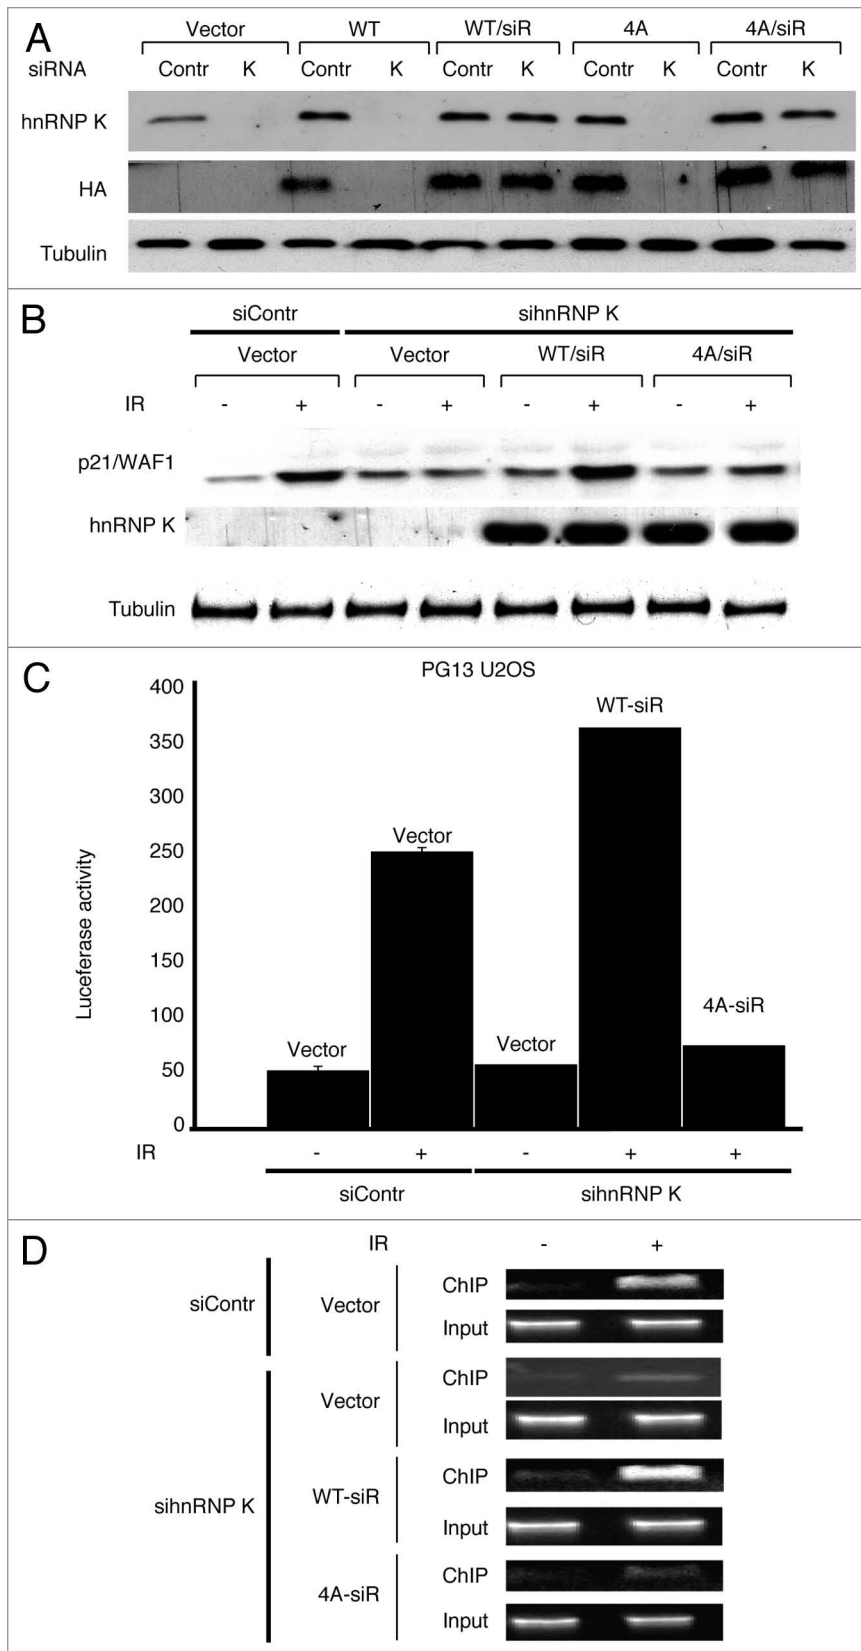 A
Vector WT WT/siR 4A 4A/siR
siRNA Contr K Contr K Contr K Contr K Contr K
hnRNP K
HA
Tubulin
B
siContr sihnRNP K
Vector Vector WT/siR 4A/siR
IR - + - + - + - +
p21/WAF1
hnRNP K
Tubulin
C
PG13 U2OS
400
350
300
250
200
150
100
50
0
Luceferase activity
Vector
Vector
Vector
WT-siR
4A-siR
IR - + - + +
siContr sihnRNP K
D
IR - +
siContr
Vector
ChIP
Input
sihnRNP K
Vector
ChIP
Input
WT-siR
ChIP
Input
4A-siR
ChIP
Input